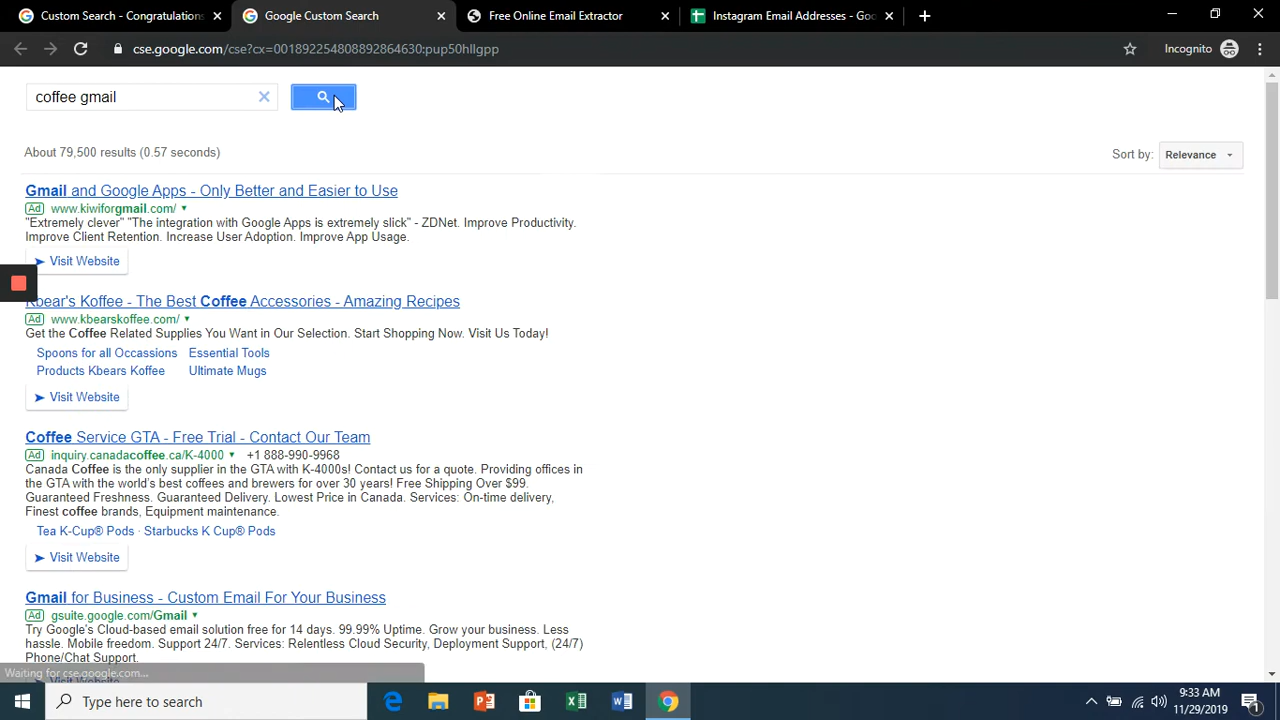 Custom Search - Congratulations
Google Custom Search
Free Online Email Extractor
Instagram Email Addresses - Goo
cse.google.com/cse?cx=001892254808892864630:pup50hllgpp
Incognito
coffee gmail
About 79,500 results (0.57 seconds)
Sort by:
Relevance
Gmail and Google Apps - Only Better and Easier to Use
Ad www.kiwiforgmail.com/
"Extremely clever" "The integration with Google Apps is extremely slick" - ZDNet. Improve Productivity.
Improve Client Retention. Increase User Adoption. Improve App Usage.
Visit Website
Kbear's Koffee - The Best Coffee Accessories - Amazing Recipes
Ad www.kbearskoffee.com/
Get the Coffee Related Supplies You Want in Our Selection. Start Shopping Now. Visit Us Today!
Spoons for all Occassions Essential Tools
Products Kbears Koffee Ultimate Mugs
Visit Website
Coffee Service GTA - Free Trial - Contact Our Team
Ad inquiry.canadacoffee.ca/K-4000 +1 888-990-9968
Canada Coffee is the only supplier in the GTA with K-4000s! Contact us for a quote. Providing offices in
the GTA with the world's best coffees and brewers for over 30 years! Free Shipping Over $99.
Guaranteed Freshness. Guaranteed Delivery. Lowest Price in Canada. Services: On-time delivery,
Finest coffee brands, Equipment maintenance.
Tea K-Cup® Pods · Starbucks K Cup® Pods
Visit Website
Gmail for Business - Custom Email For Your Business
Ad gsuite.google.com/Gmail
Try Google's Cloud-based email solution free for 14 days. 99.99% Uptime. Grow your business. Less
hassle. Mobile freedom. Support 24/7. Services: Relentless Cloud Security, Deployment Support, (24/7)
Phone/Chat Support.
Waiting for cse.google.com...
Visit Website
Type here to search
9:33 AM
11/29/2019
1